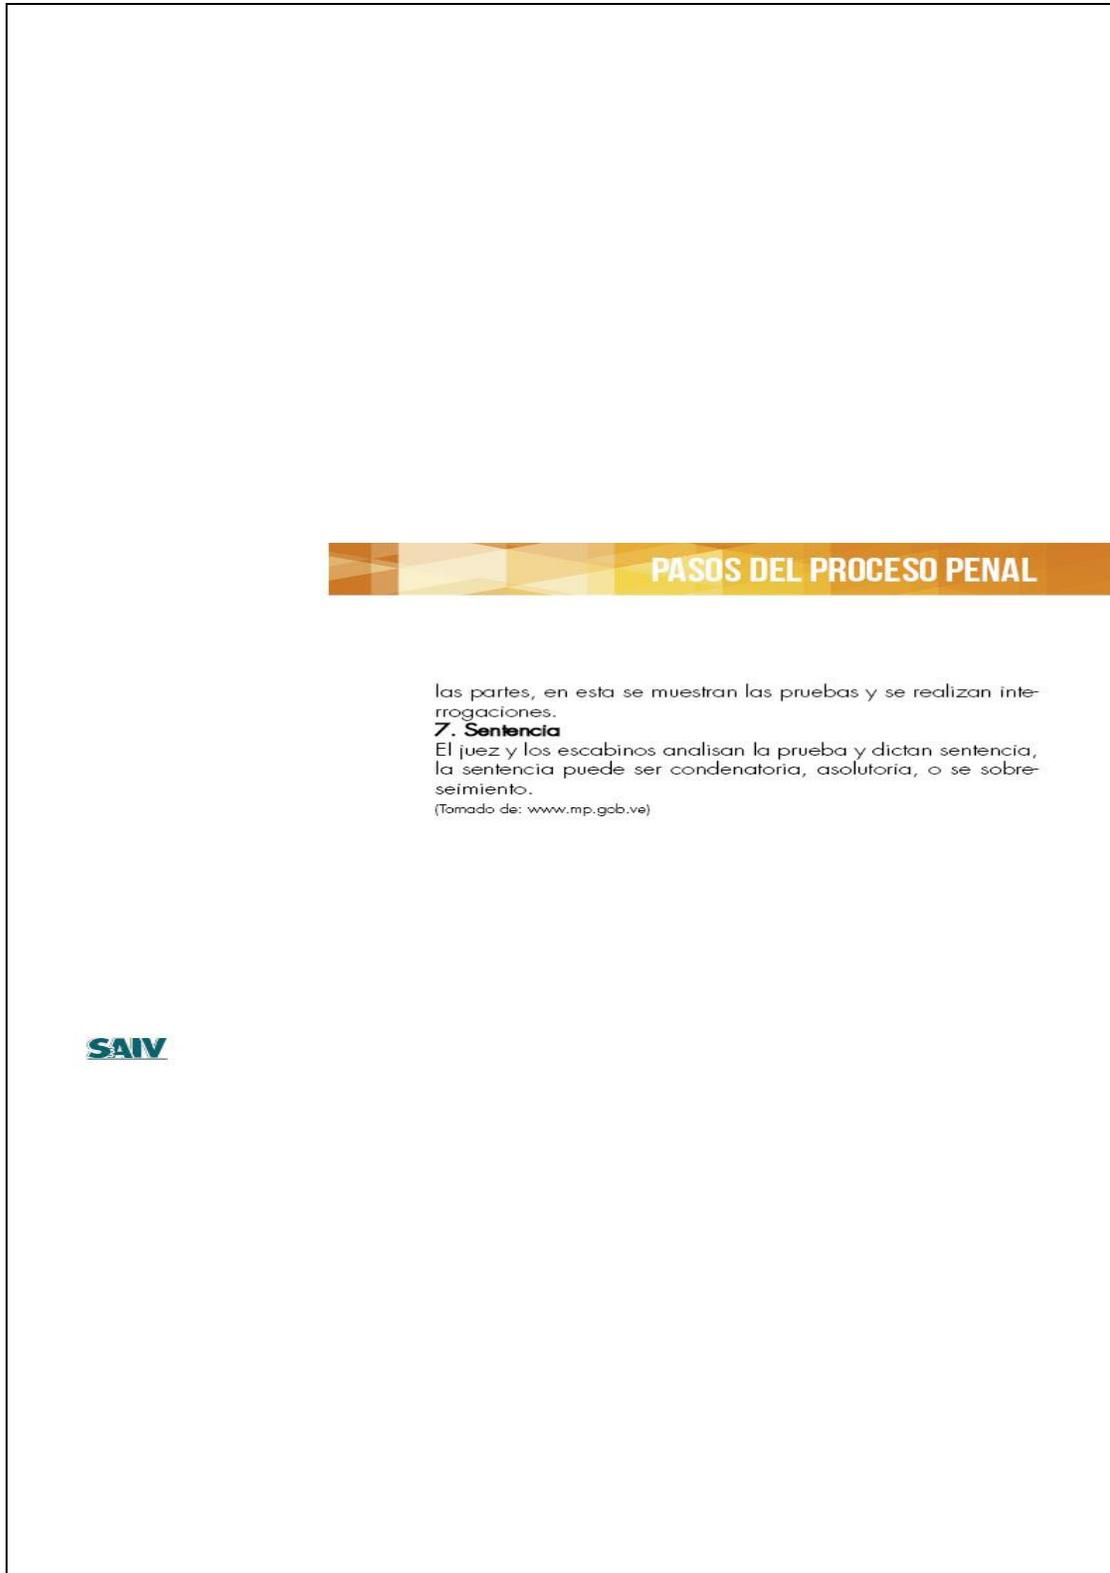 PASOS DEL PROCESO PENAL
las partes, en esta se muestran las pruebas y se realizan inte-
rrogaciones.
7. Sentencia
El juez y los escabinos analisan la prueba y dictan sentencia,
la sentencia puede ser condenatoria, asolutoria, o se sobre-
seimiento.
(Tomado de: www.mp.gob.ve)
SAIV